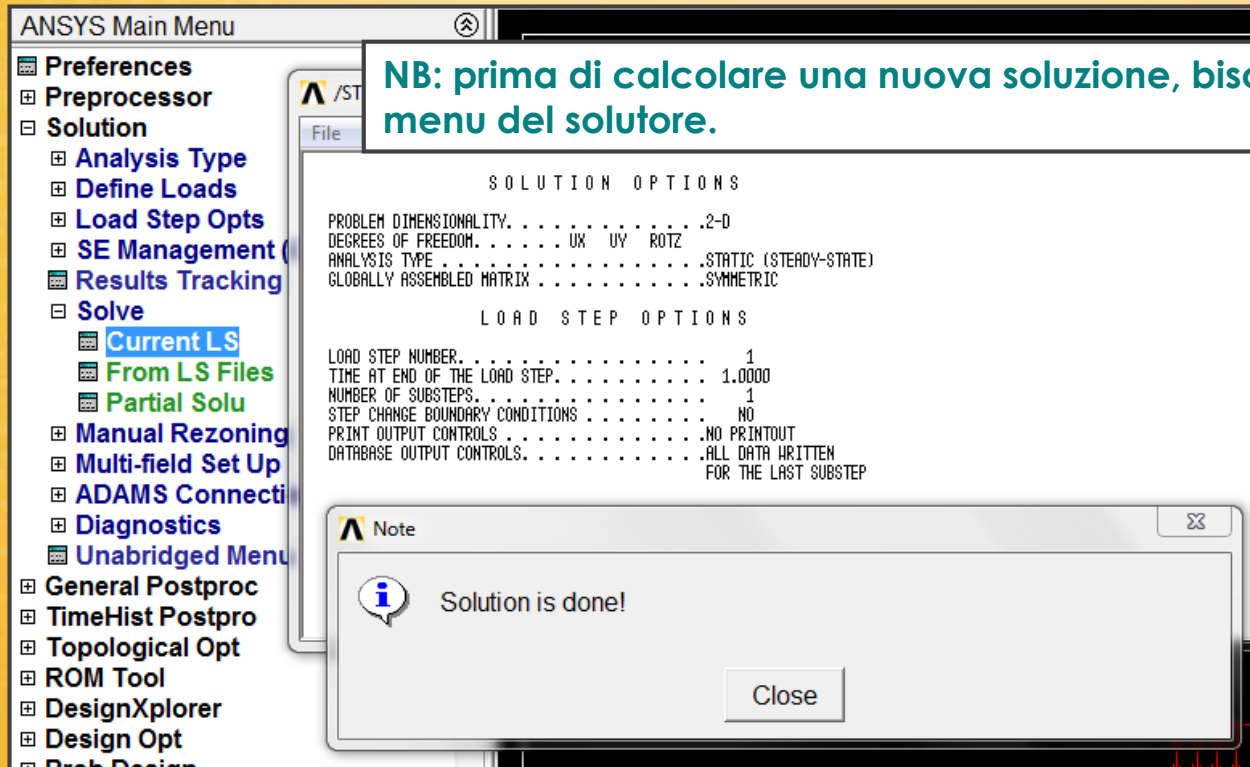 ANSYS Main Menu
Preferences
Preprocessor
Solution
Analysis Type
Define Loads
Load Step Opts
SE Management (
Results Tracking
Solve
Current LS
From LS Files
Partial Solu
Manual Rezoning
Multi-field Set Up
ADAMS Connecti
Diagnostics
Unabridged Menu
General Postproc
TimeHist Postpro
Topological Opt
ROM Tool
DesignXplorer
Design Opt
Prob Design
NB: prima di calcolare una nuova soluzione, biso
menu del solutore.
/ST
File
SOLUTION OPTIONS
PROBLEM DIMENSIONALITY. . . . . . . . . . . . .2-D
DEGREES OF FREEDOM. . . . . . UX UY ROTZ
ANALYSIS TYPE . . . . . . . . . . . . . . . . . .STATIC (STEADY-STATE)
GLOBALLY ASSEMBLED MATRIX . . . . . . . . . . .SYMMETRIC
LOAD STEP OPTIONS
LOAD STEP NUMBER. . . . . . . . . . . . . . . . 1
TIME AT END OF THE LOAD STEP. . . . . . . . . . 1.0000
NUMBER OF SUBSTEPS. . . . . . . . . . . . . . . 1
STEP CHANGE BOUNDARY CONDITIONS . . . . . . . . NO
PRINT OUTPUT CONTROLS . . . . . . . . . . . . .NO PRINTOUT
DATABASE OUTPUT CONTROLS. . . . . . . . . . . .ALL DATA WRITTEN
FOR THE LAST SUBSTEP
Note
Solution is done!
Close